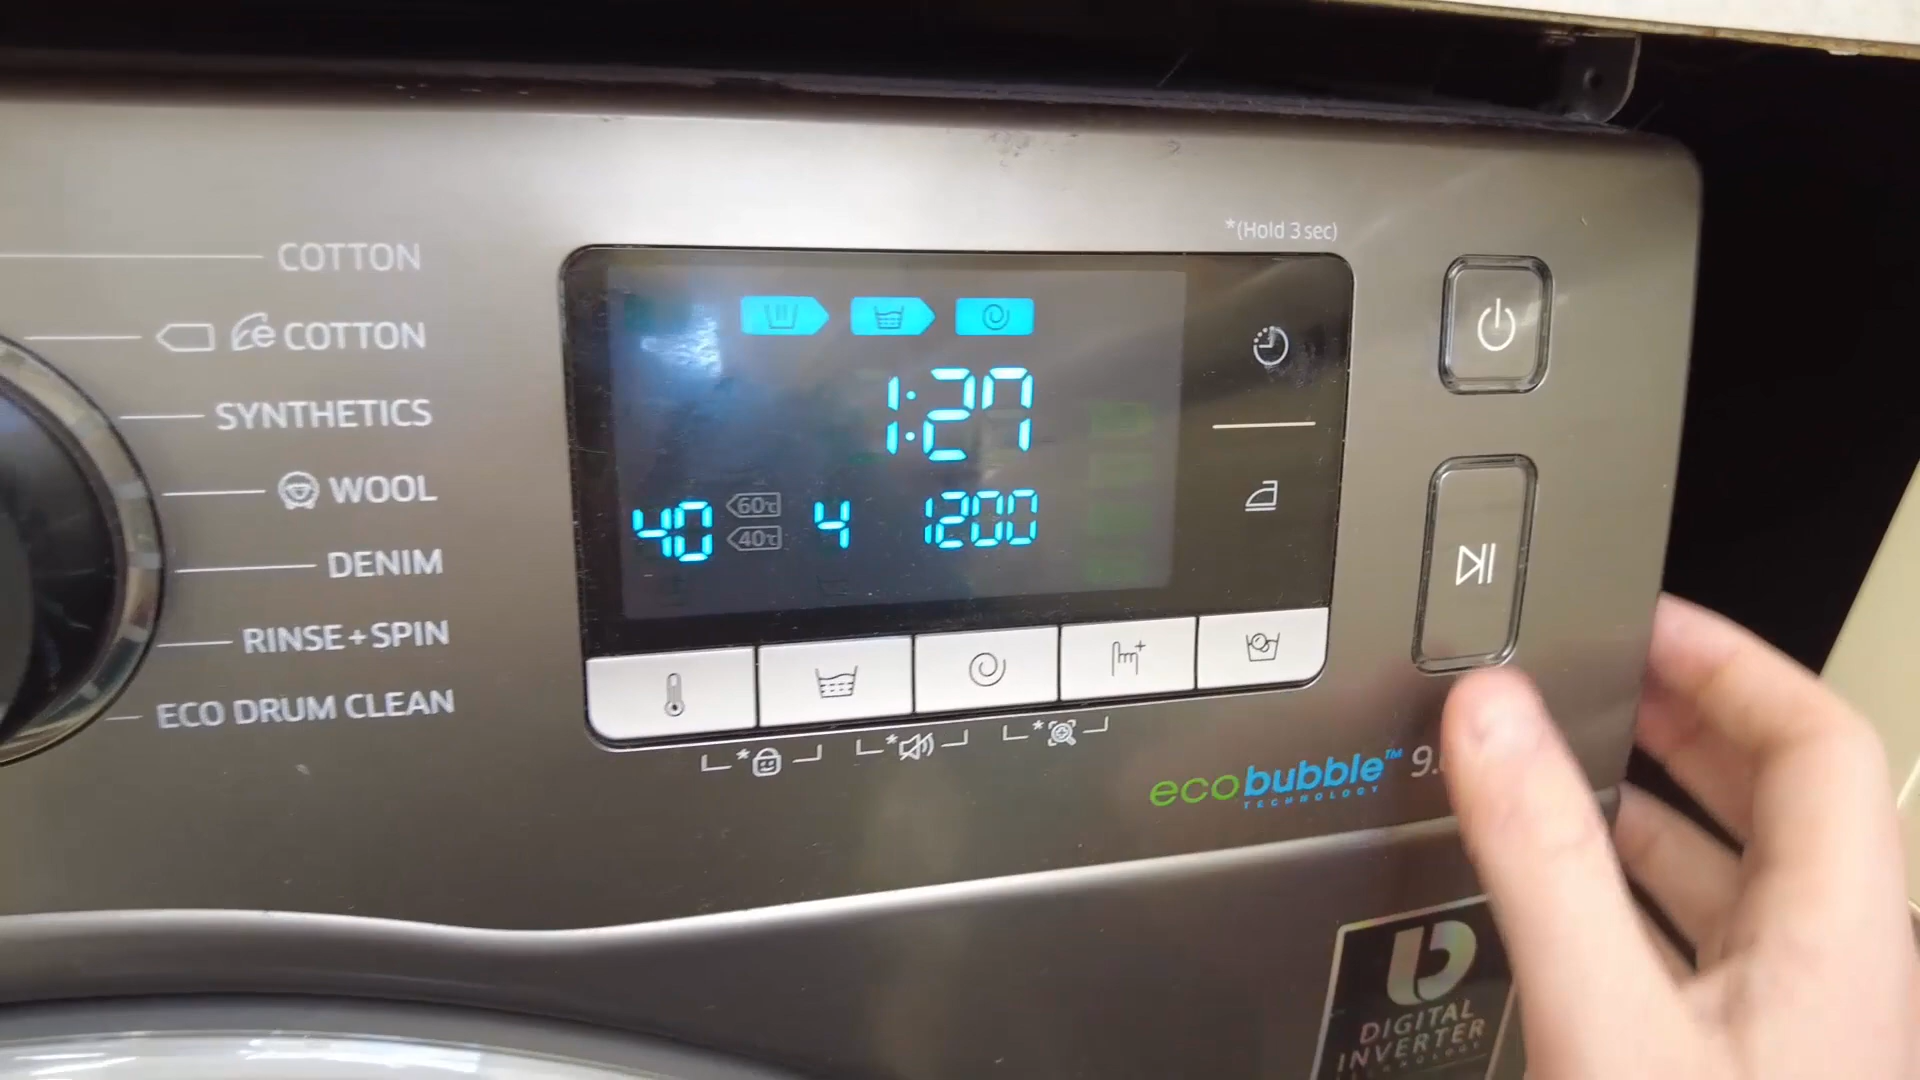 COTTON
COTTON
SYNTHETICS
WOOL
DENIM
RINSE+SPIN
ECO DRUM CLEAN
*(Hold 3 sec)
1:27
40
60℃
40℃
4
1200
*
*
*
ecobubble™
TECHNOLOGY
9.
DIGITAL
INVERTER
TECHNOLOGY